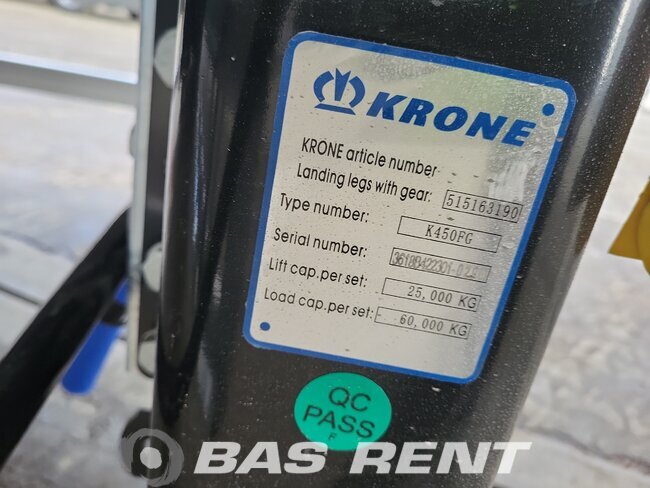 KRONE
KRONE article number
Landing legs with gear: 515163190
Type number: K450FG
Serial number:
Lift cap.per set: 25,000 KG
Load cap.per set: 60,000 KG
QC
PASS
F
BAS RENT